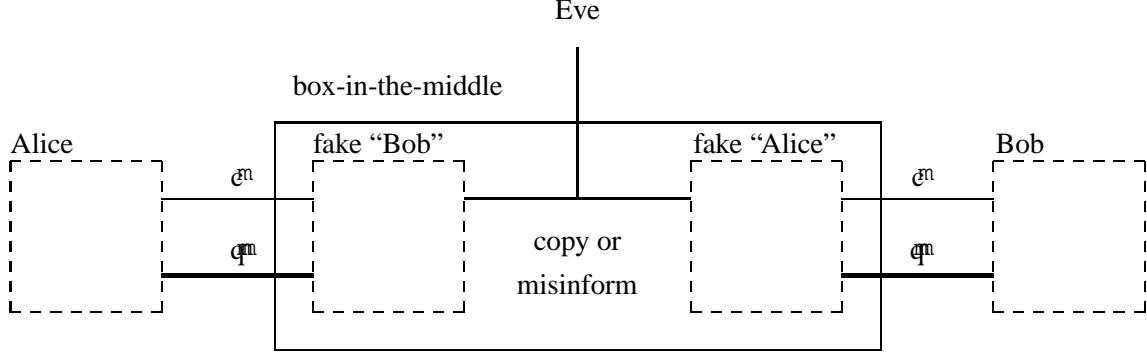 Eve
box-in-the-middle
Alice
fake “Bob”
fake “Alice”
Bob
copy or
misinform